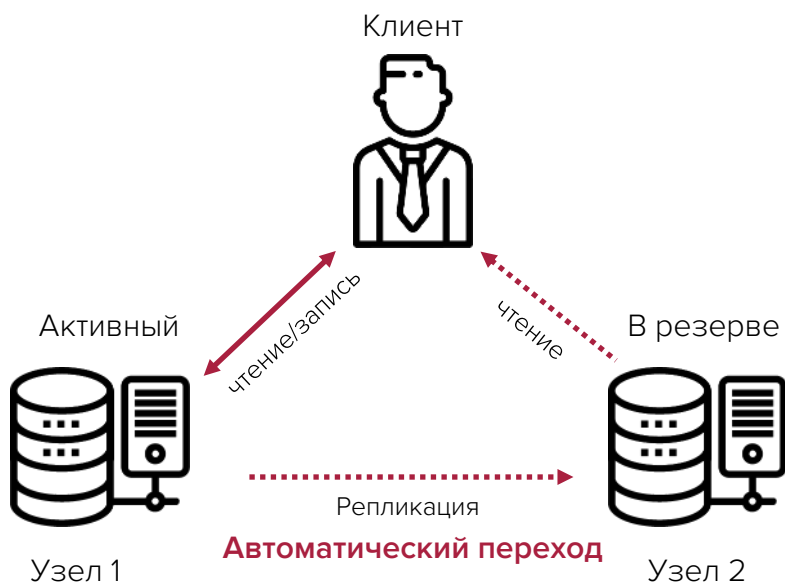 Клиент
чтение/запись
чтение
Активный
В резерве
Репликация
Автоматический переход
Узел 1
Узел 2